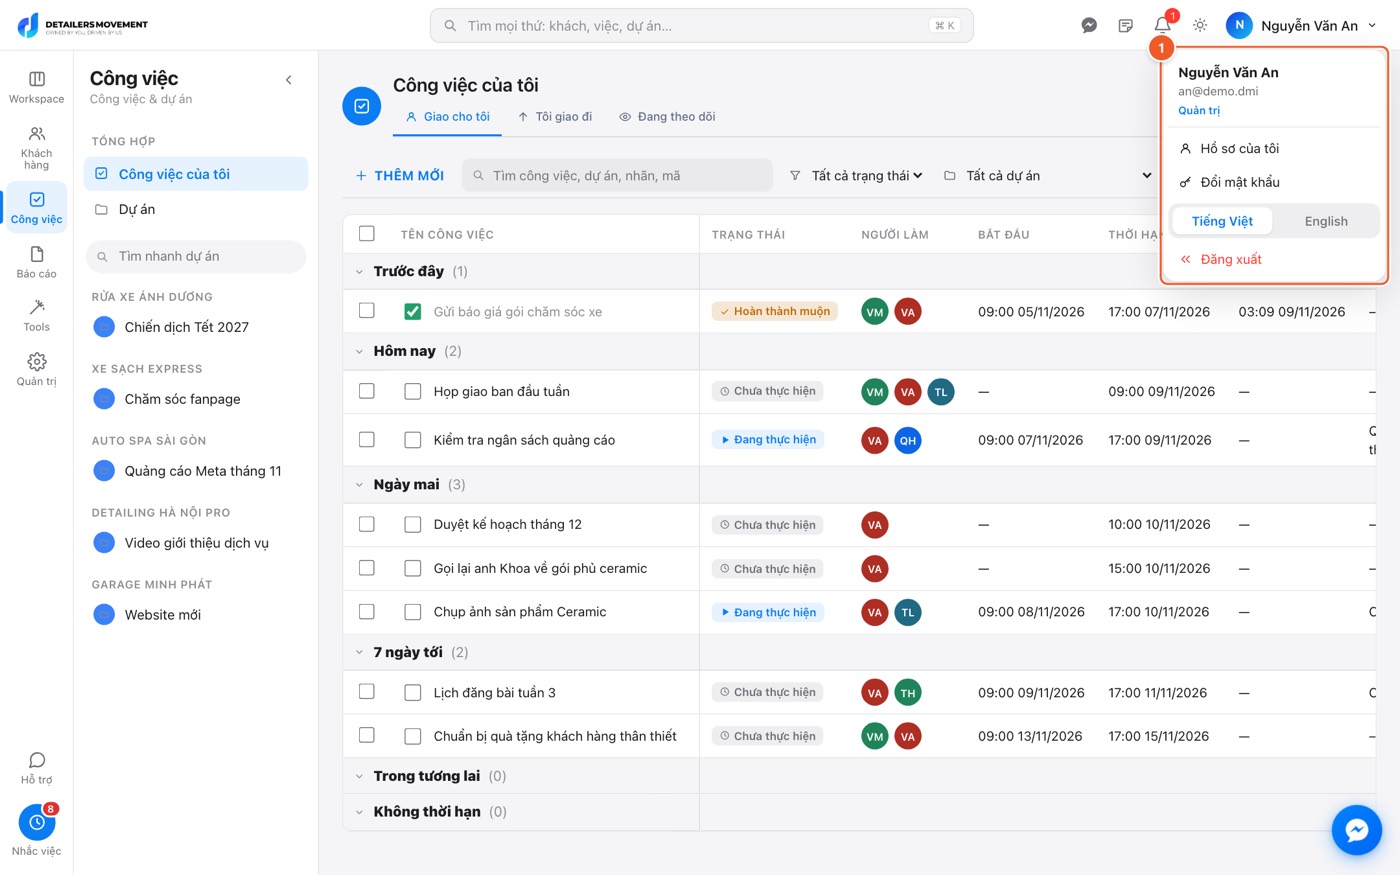 DETAILERS MOVEMENT
OWNED BY YOU, DRIVEN BY US
Tìm mọi thứ: khách, việc, dự án...
⌘ K
1
N
Nguyễn Văn An
1
Nguyễn Văn An
an@demo.dmi
Quản trị
Hồ sơ của tôi
Đổi mật khẩu
Tiếng Việt
English
Đăng xuất
Workspace
Khách
hàng
Công việc
Báo cáo
Tools
Quản trị
Hỗ trợ
8
Nhắc việc
Công việc
Công việc & dự án
TỔNG HỢP
Công việc của tôi
Dự án
Tìm nhanh dự án
RỬA XE ÁNH DƯƠNG
Chiến dịch Tết 2027
XE SẠCH EXPRESS
Chăm sóc fanpage
AUTO SPA SÀI GÒN
Quảng cáo Meta tháng 11
DETAILING HÀ NỘI PRO
Video giới thiệu dịch vụ
GARAGE MINH PHÁT
Website mới
Công việc của tôi
Giao cho tôi
Tôi giao đi
Đang theo dõi
+ THÊM MỚI
Tìm công việc, dự án, nhãn, mã
Tất cả trạng thái
Tất cả dự án
TÊN CÔNG VIỆC TRẠNG THÁI NGƯỜI LÀM BẮT ĐẦU
Trước đây (1)
Gửi báo giá gói chăm sóc xe Hoàn thành muộn VM VA 09:00 05/11/2026 17:00 07/11/2026 03:09 09/11/2026 —
Hôm nay (2)
Họp giao ban đầu tuần Chưa thực hiện VM VA TL — 09:00 09/11/2026 — —
Kiểm tra ngân sách quảng cáo Đang thực hiện VA QH 09:00 07/11/2026 17:00 09/11/2026 —
Ngày mai (3)
Duyệt kế hoạch tháng 12 Chưa thực hiện VA — 10:00 10/11/2026 — —
Gọi lại anh Khoa về gói phủ ceramic Chưa thực hiện VA — 15:00 10/11/2026 — —
Chụp ảnh sản phẩm Ceramic Đang thực hiện VA TL 09:00 08/11/2026 17:00 10/11/2026 —
7 ngày tới (2)
Lịch đăng bài tuần 3 Chưa thực hiện VA TH 09:00 09/11/2026 17:00 11/11/2026 —
Chuẩn bị quà tặng khách hàng thân thiết Chưa thực hiện VM VA 09:00 13/11/2026 17:00 15/11/2026 — —
Trong tương lai (0)
Không thời hạn (0)